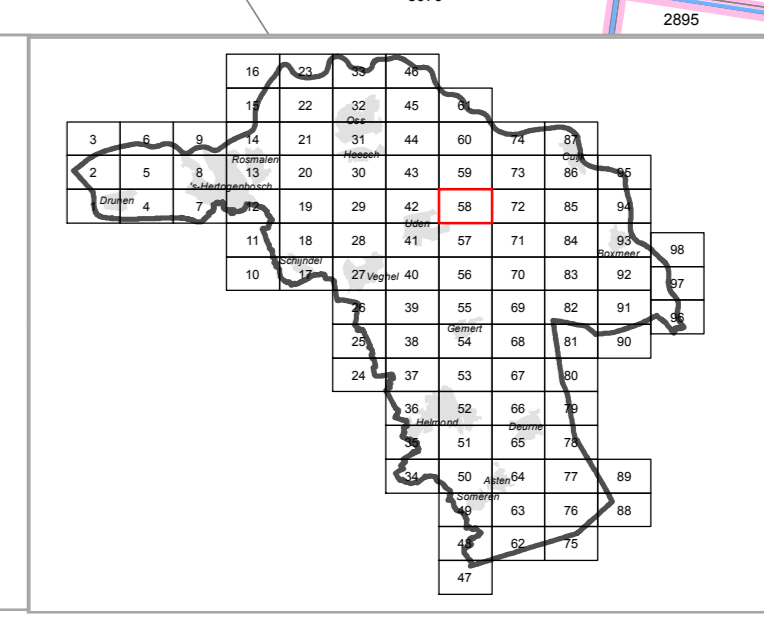 2895
16 23 33 46
15 22 32 45 61
Oss
3 6 9 14 21 31 44 60 74 87
Rosmalen Heesch Cuijk
2 5 8 13 20 30 43 59 73 86 95
's-Hertogenbosch
Drunen
1 4 7 12 19 29 42 58 72 85 94
Uden
11 18 28 41 57 71 84 93 98
Schijndel Boxmeer
10 17 27 Veghel 40 56 70 83 92 97
26 39 55 69 82 91 96
Gemert
25 38 54 68 81 90
24 37 53 67 80
36 52 66 79
Helmond Deurne
35 51 65 78
34 50 Asten 64 77 89
Someren
49 63 76 88
48 62 75
47